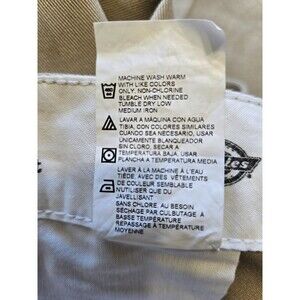 MACHINE WASH WARM
WITH LIKE COLORS
ONLY. NON-CHLORINE
BLEACH WHEN NEEDED
TUMBLE DRY LOW
MEDIUM IRON
LAVAR A MÁQUINA CON AGUA
TIBIA, CON COLORES SIMILARES
CUANDO SEA NECESARIO, USAR
UNICAMENTE BLANQUEADOR
SIN CLORO, SECAR A
TEMPERATURA BAJA, USAR
PLANCHA A TEMPERATURA MEDIA
LAVER À LA MACHINE À L'EAU
TIÈDE AVEC DES VÊTEMENTS
DE COULEUR SEMBLABLE
N'UTILISER QUE DU
JAVELLISANT
SANS CHLORE, AU BESOIN
SÉCHAGE PAR CULBUTAGE À
BASSE TEMPÉRATURE
REPASSAGE À TEMPÉRATURE
MOYENNE
ies